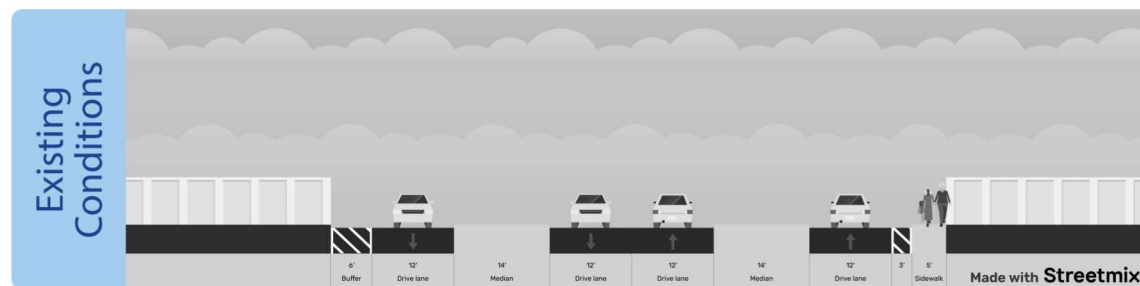 Existing
Conditions
6' 12' 14' 12' 12' 14' 12' 3' 5'
Buffer Drive lane Median Drive lane Drive lane Median Drive lane Sidewalk
Made with Streetmix